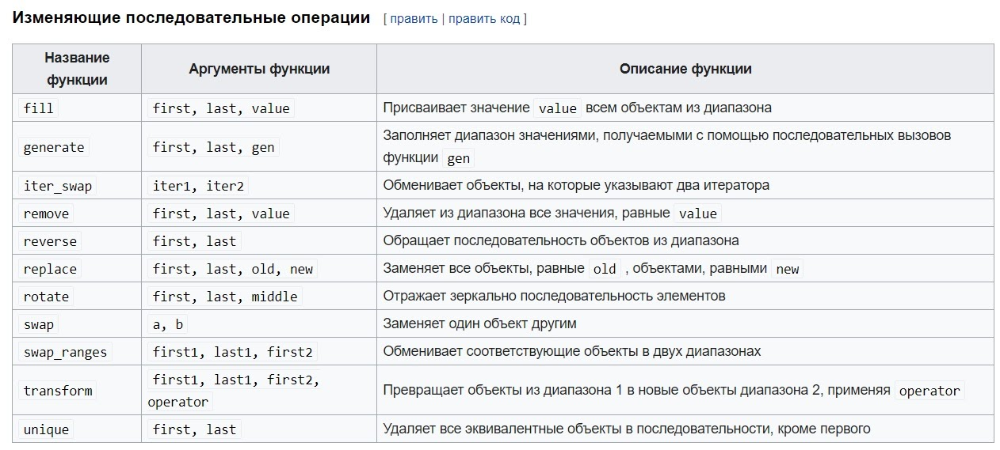 Изменяющие последовательные операции [ править | править код ]
Название функции Аргументы функции Описание функции
fill first, last, value Присваивает значение value всем объектам из диапазона
generate first, last, gen Заполняет диапазон значениями, получаемыми с помощью последовательных вызовов
функции gen
iter_swap iter1, iter2 Обменивает объекты, на которые указывают два итератора
remove first, last, value Удаляет из диапазона все значения, равные value
reverse first, last Обращает последовательность объектов из диапазона
replace first, last, old, new Заменяет все объекты, равные old , объектами, равными new
rotate first, last, middle Отражает зеркально последовательность элементов
swap a, b Заменяет один объект другим
swap_ranges first1, last1, first2 Обменивает соответствующие объекты в двух диапазонах
transform first1, last1, first2, operator Превращает объекты из диапазона 1 в новые объекты диапазона 2, применяя operator
unique first, last Удаляет все эквивалентные объекты в последовательности, кроме первого